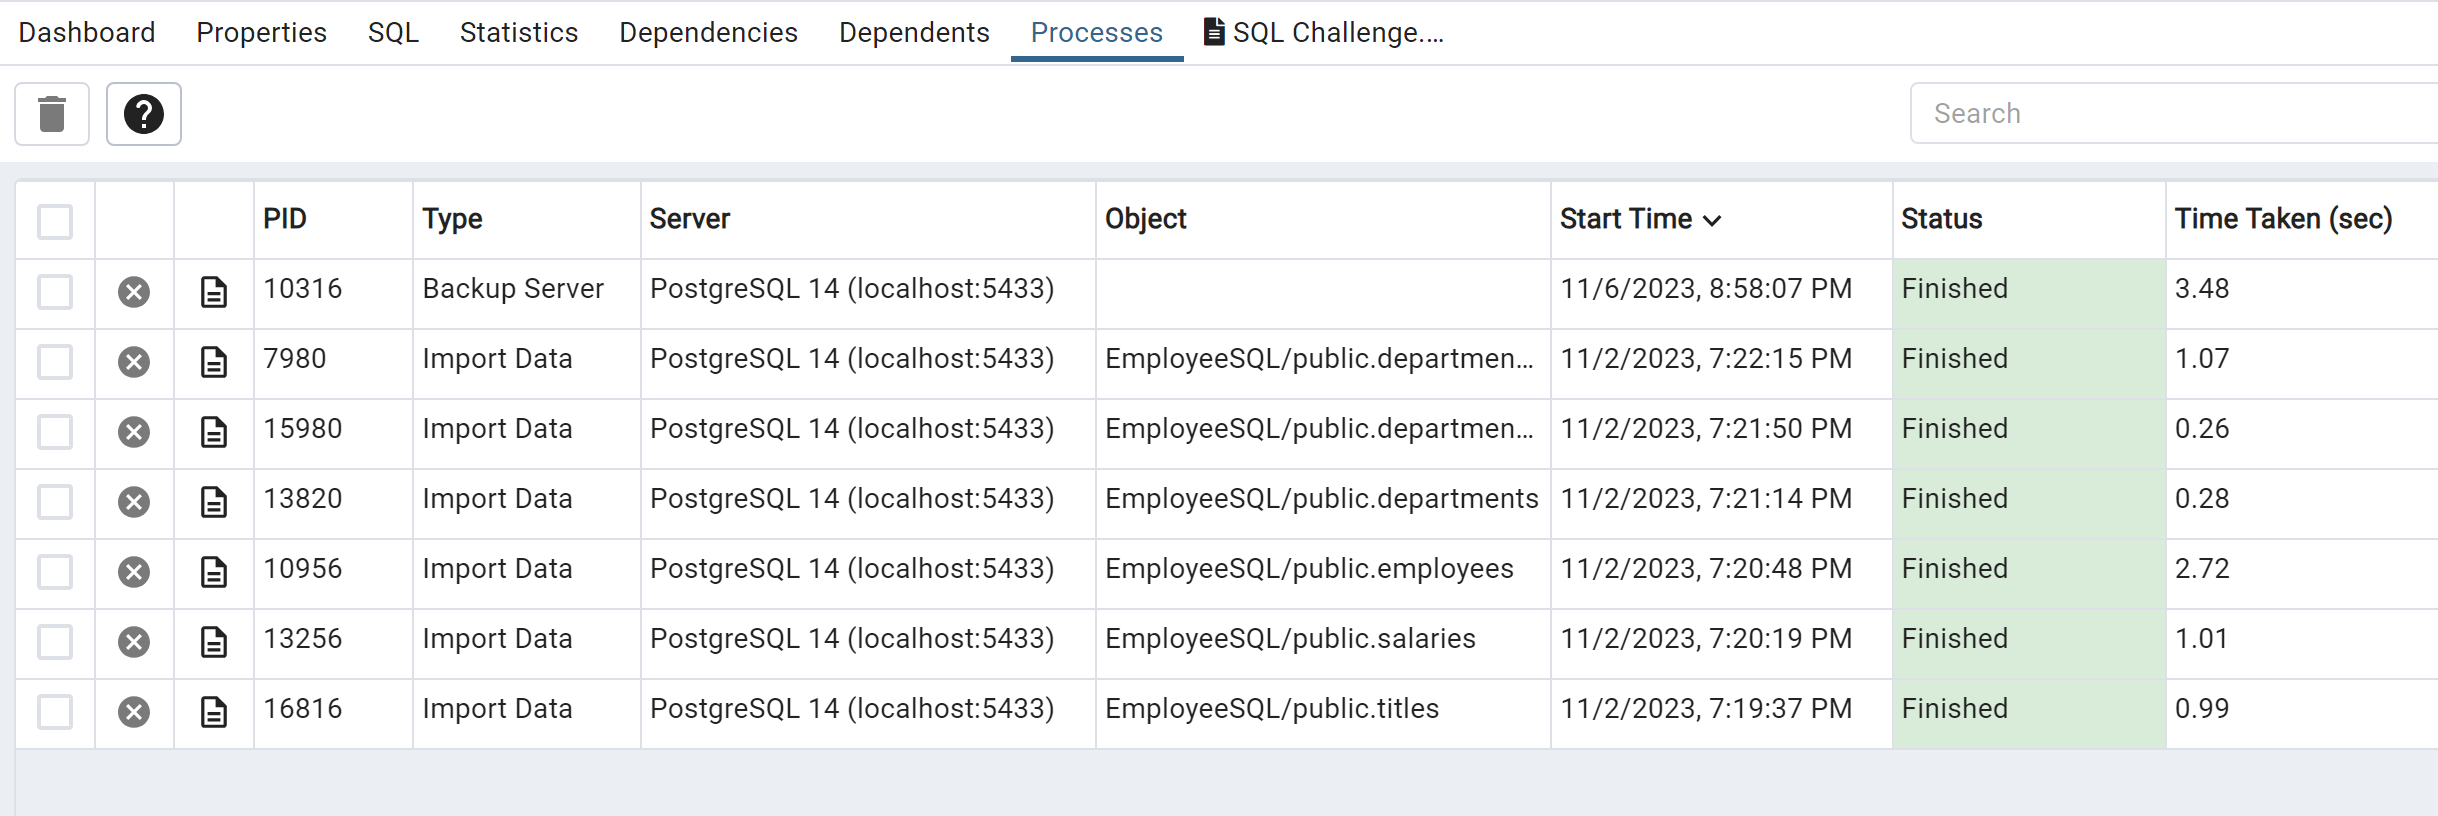 Dashboard Properties SQL Statistics Dependencies Dependents Processes SQL Challenge....
Search
PID Type Server Object Start Time Status Time Taken (sec)
10316 Backup Server PostgreSQL 14 (localhost:5433) 11/6/2023, 8:58:07 PM Finished 3.48
7980 Import Data PostgreSQL 14 (localhost:5433) EmployeeSQL/public.departmen... 11/2/2023, 7:22:15 PM Finished 1.07
15980 Import Data PostgreSQL 14 (localhost:5433) EmployeeSQL/public.departmen... 11/2/2023, 7:21:50 PM Finished 0.26
13820 Import Data PostgreSQL 14 (localhost:5433) EmployeeSQL/public.departments 11/2/2023, 7:21:14 PM Finished 0.28
10956 Import Data PostgreSQL 14 (localhost:5433) EmployeeSQL/public.employees 11/2/2023, 7:20:48 PM Finished 2.72
13256 Import Data PostgreSQL 14 (localhost:5433) EmployeeSQL/public.salaries 11/2/2023, 7:20:19 PM Finished 1.01
16816 Import Data PostgreSQL 14 (localhost:5433) EmployeeSQL/public.titles 11/2/2023, 7:19:37 PM Finished 0.99